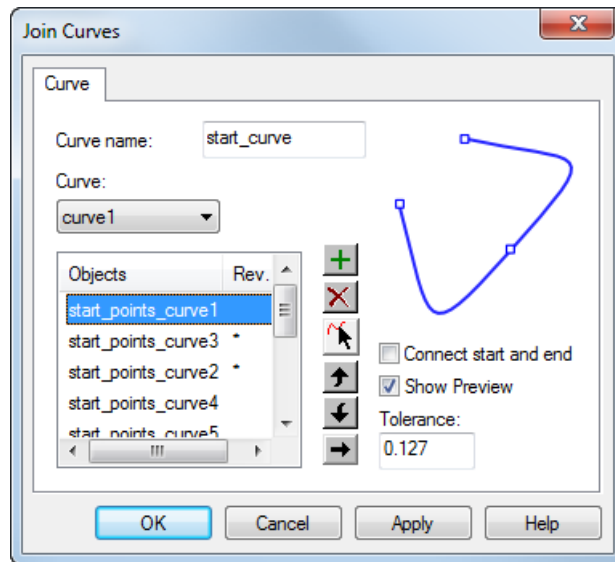 Join Curves
Curve
Curve name: start_curve
Curve:
curve1
Objects Rev.
start_points_curve1
start_points_curve3 *
start_points_curve2 *
start_points_curve4
start_points_curve5
Connect start and end
Show Preview
Tolerance:
0.127
OK Cancel Apply Help